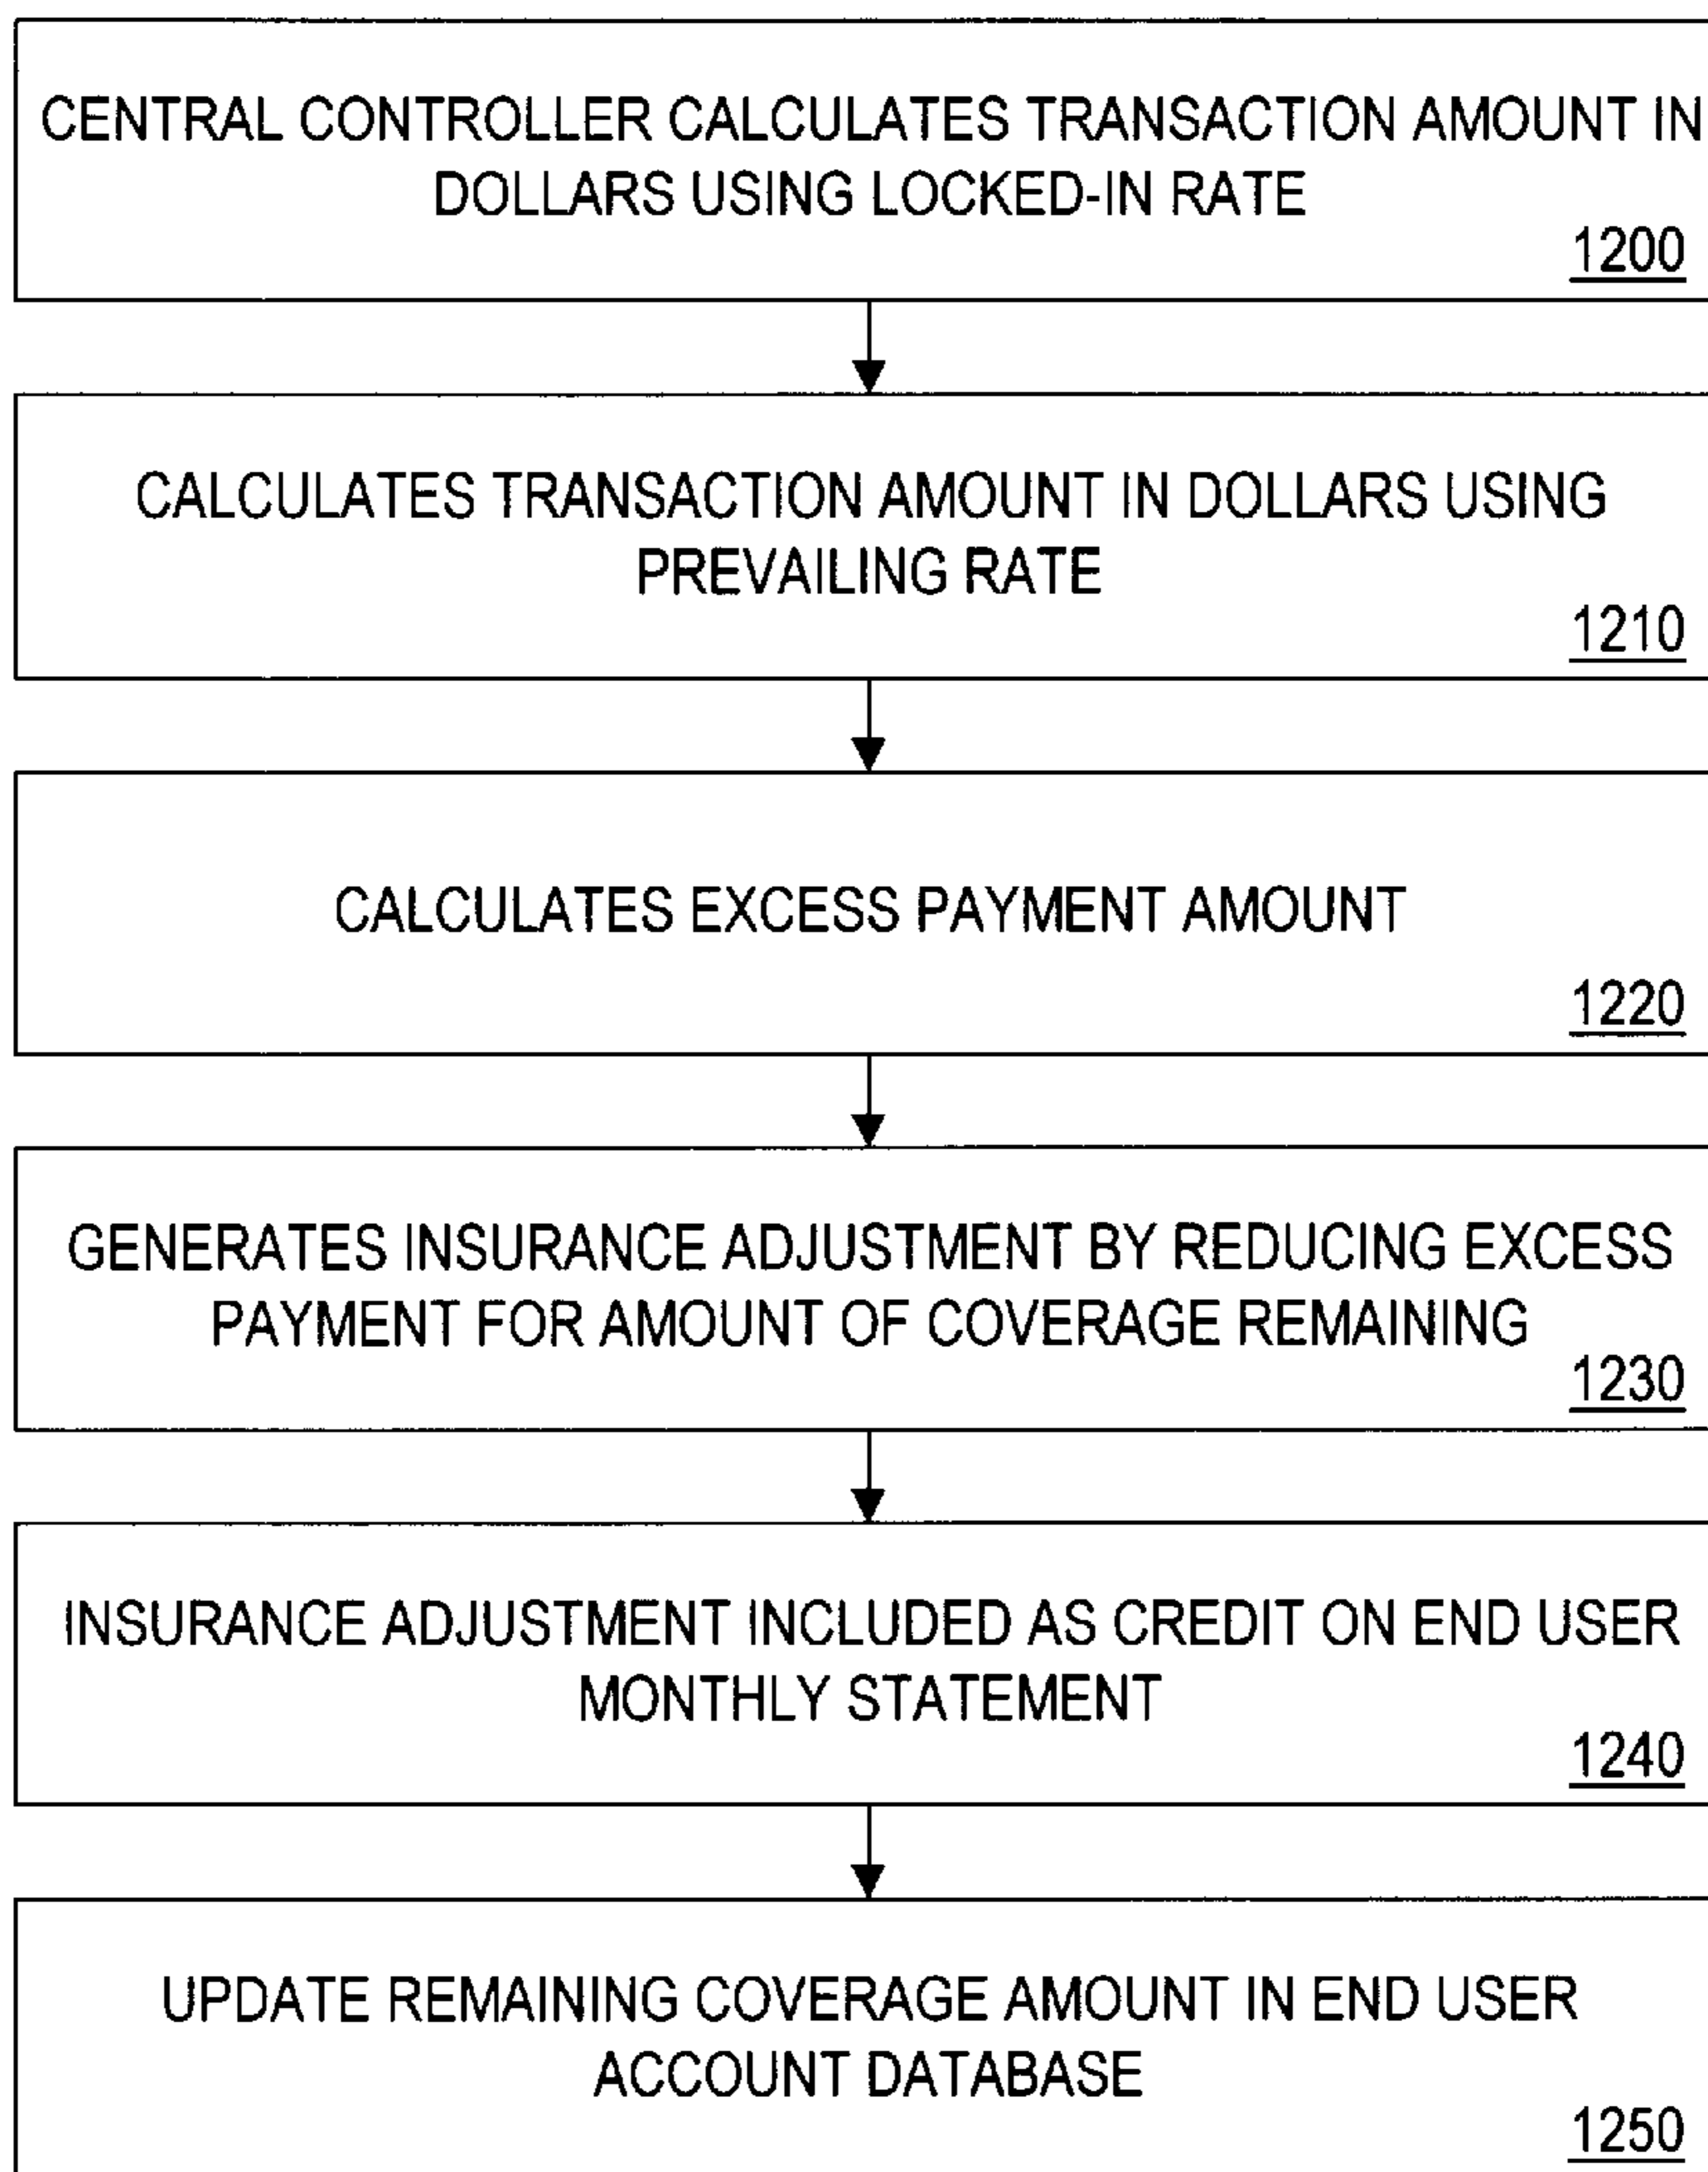 CENTRAL CONTROLLER CALCULATES TRANSACTION AMOUNT IN
DOLLARS USING LOCKED-IN RATE
1200
CALCULATES TRANSACTION AMOUNT IN DOLLARS USING
PREVAILING RATE
1210
CALCULATES EXCESS PAYMENT AMOUNT
1220
GENERATES INSURANCE ADJUSTMENT BY REDUCING EXCESS
PAYMENT FOR AMOUNT OF COVERAGE REMAINING
1230
INSURANCE ADJUSTMENT INCLUDED AS CREDIT ON END USER
MONTHLY STATEMENT
1240
UPDATE REMAINING COVERAGE AMOUNT IN END USER
ACCOUNT DATABASE
1250